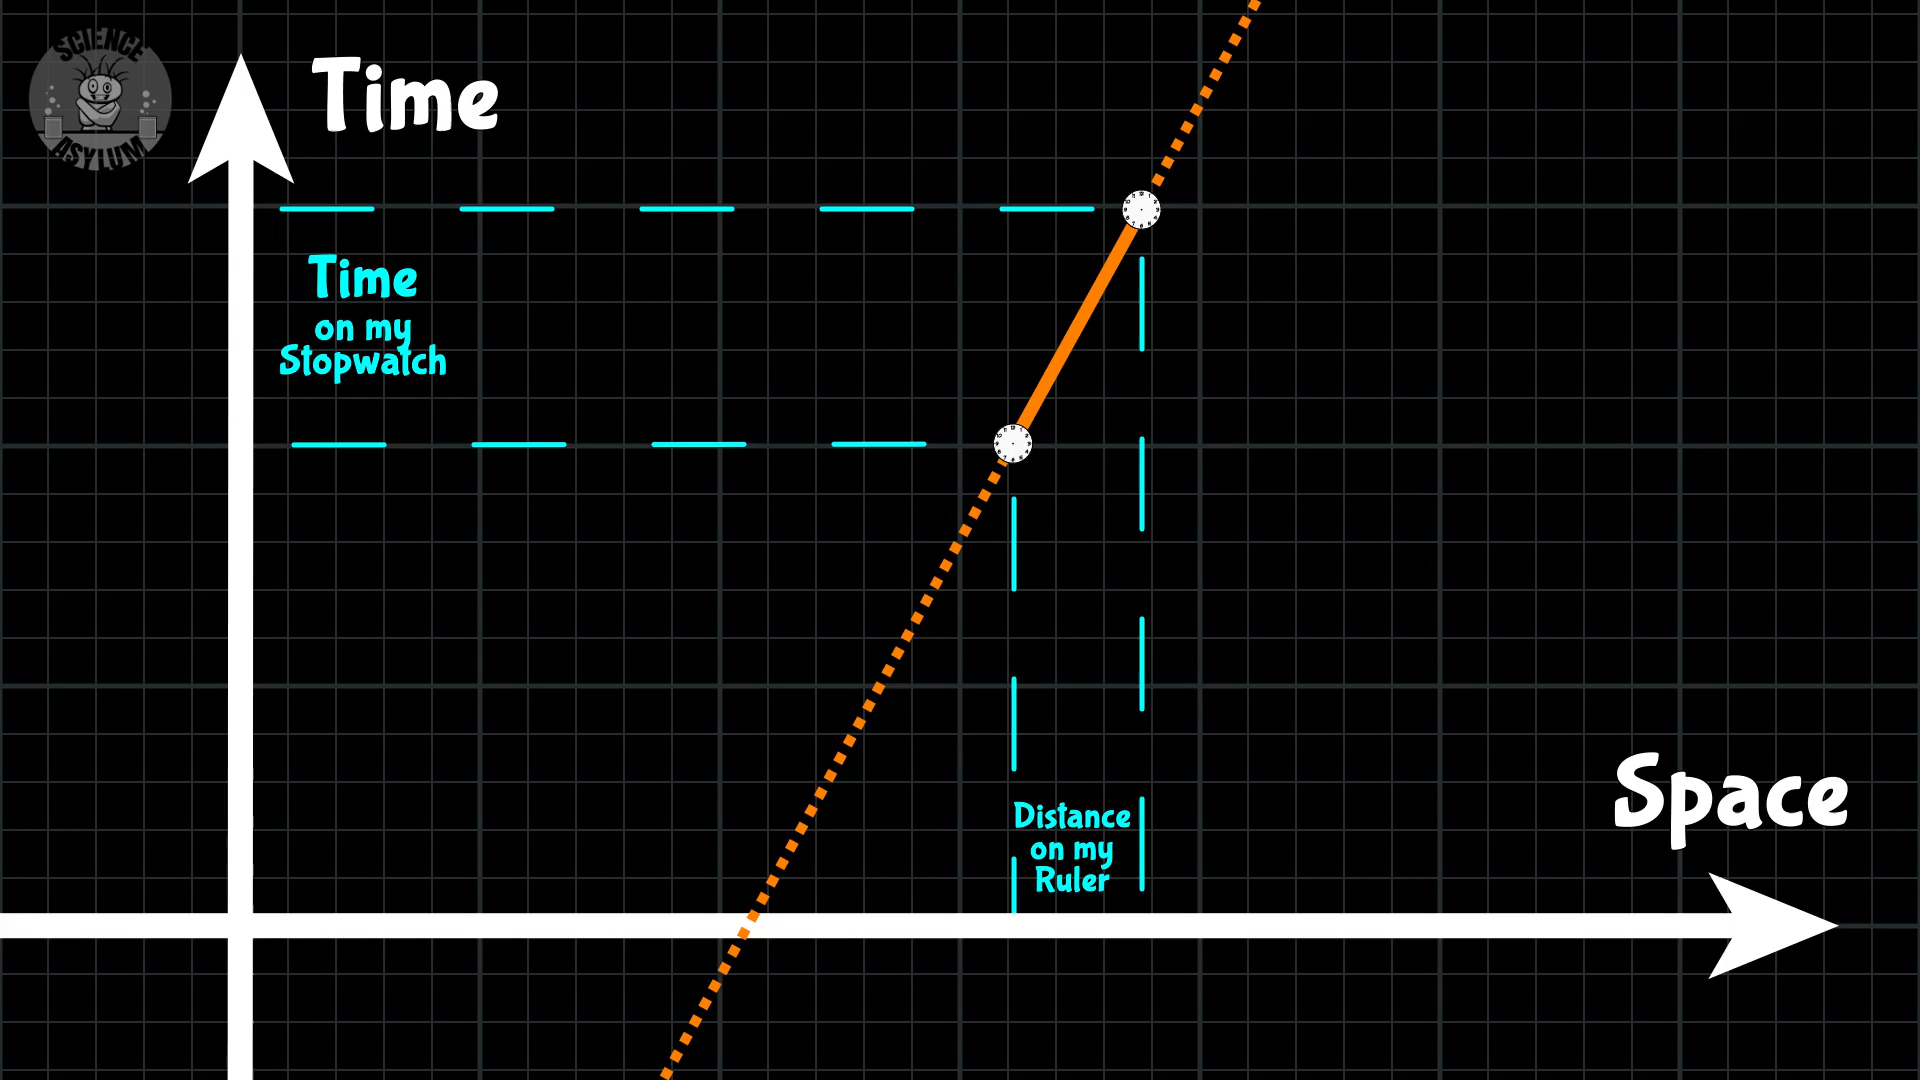 SCIENCE
ASYLUM
Time
Time
on my
Stopwatch
Space
Distance
on my
Ruler